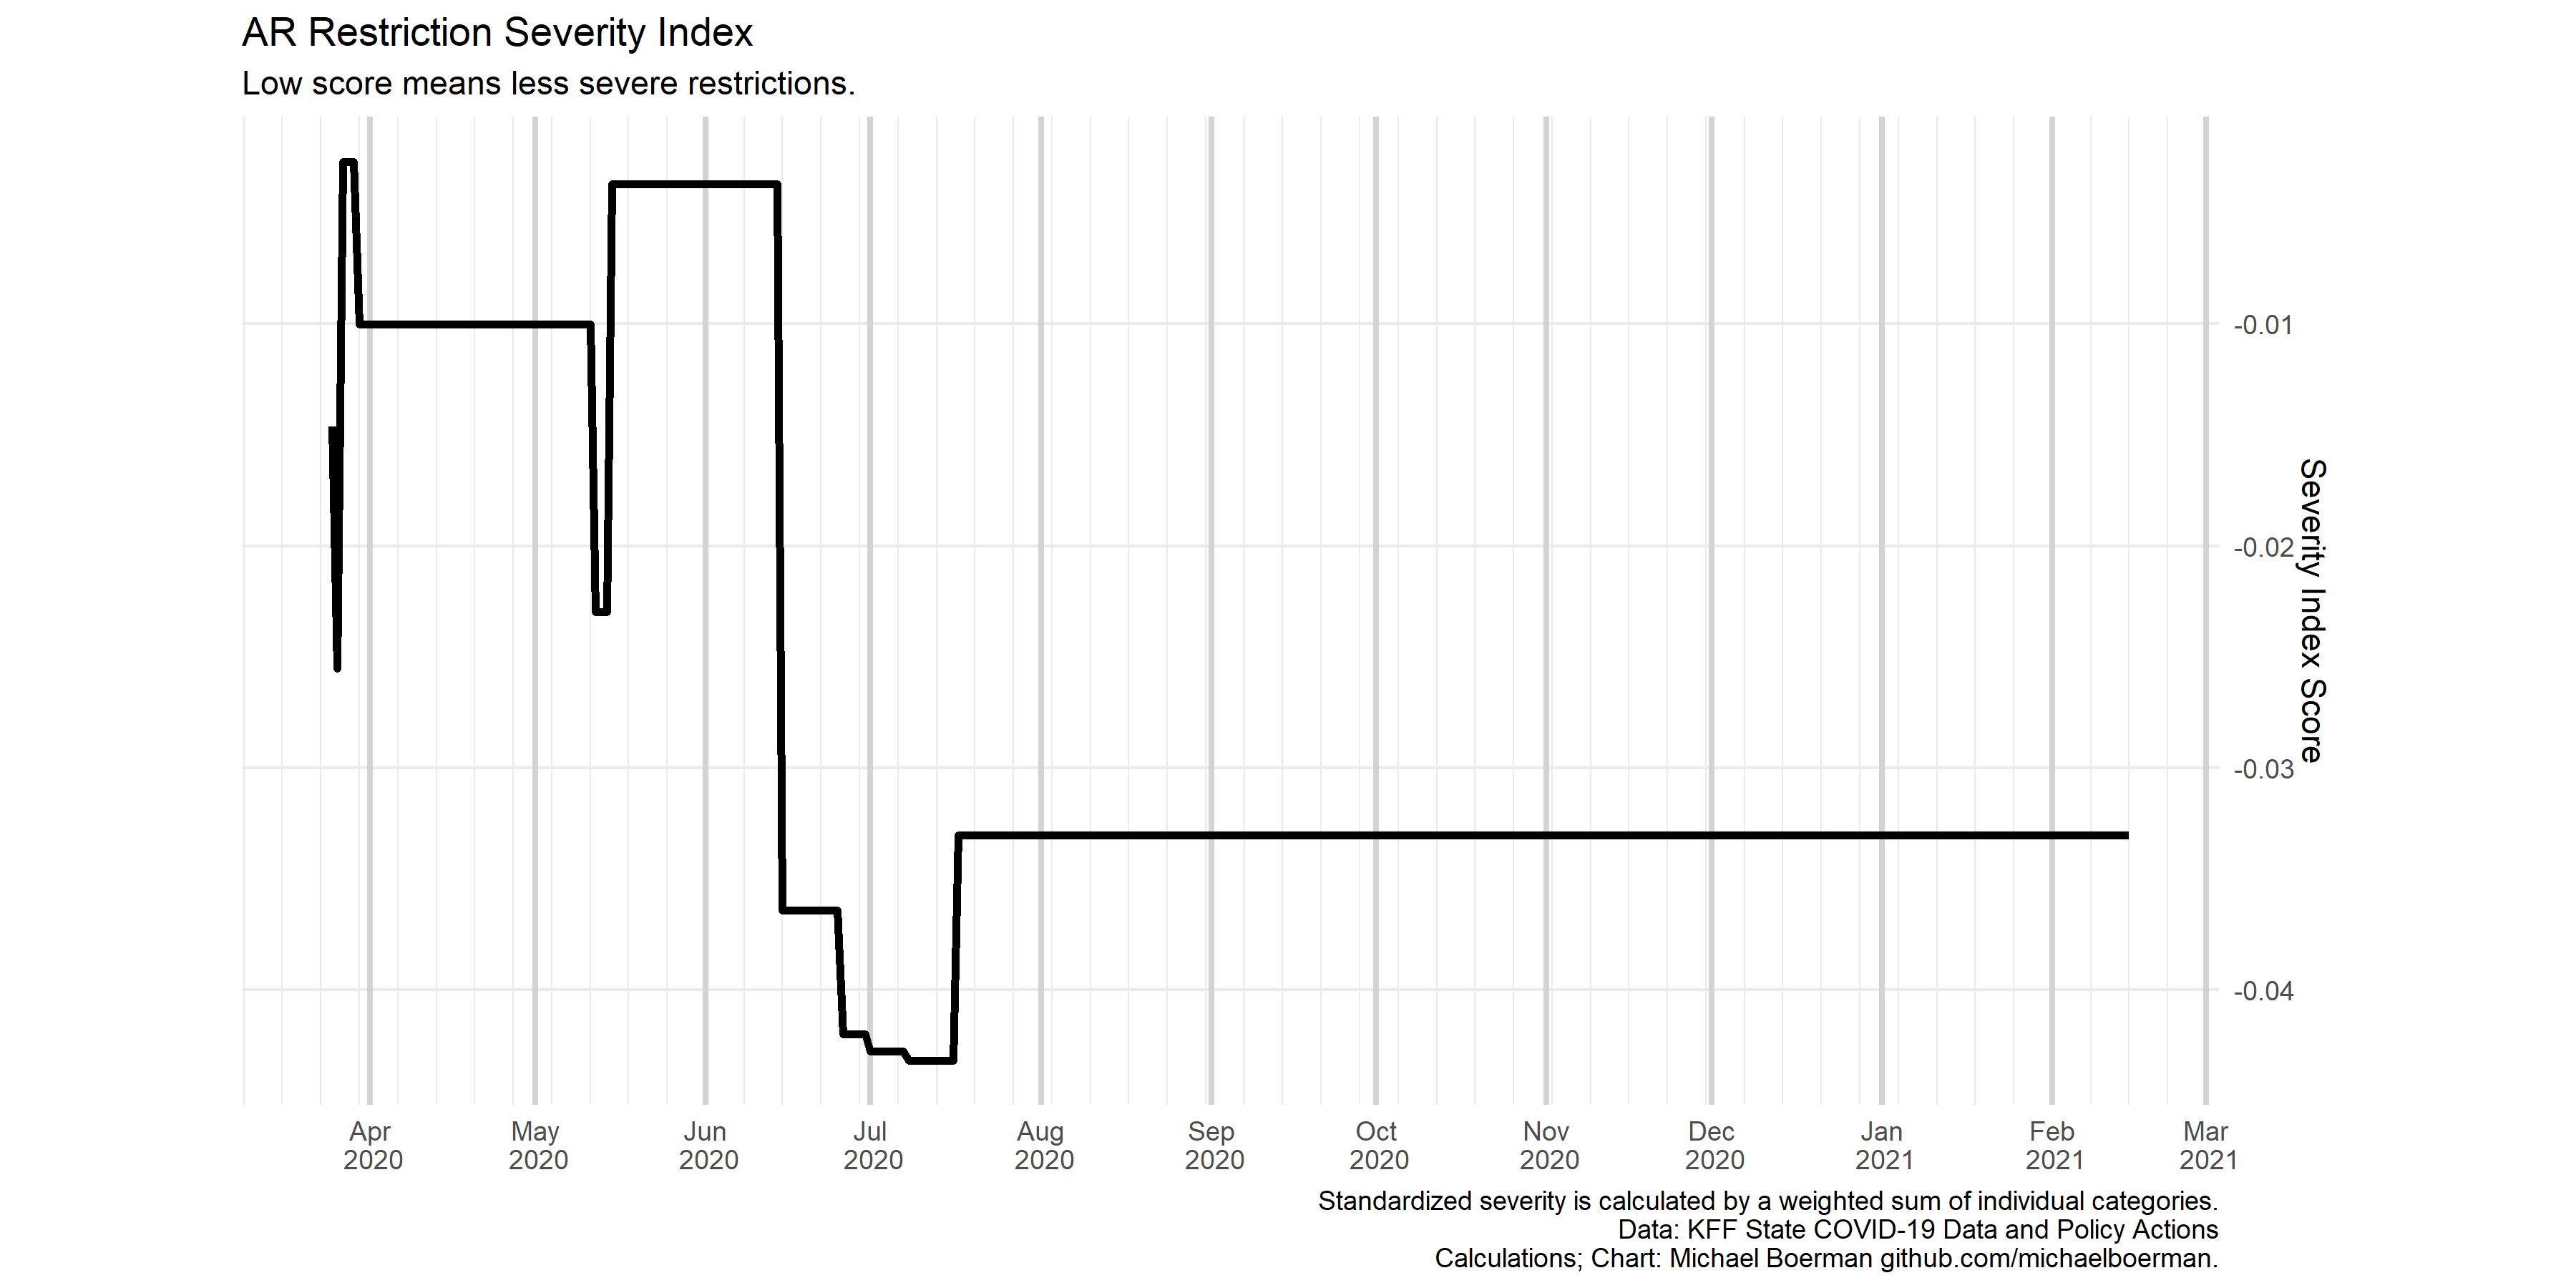 AR Restriction Severity Index
Low score means less severe restrictions.
-0.01
-0.02
-0.03
-0.04
Severity Index Score
Apr 2020
May 2020
Jun 2020
Jul 2020
Aug 2020
Sep 2020
Oct 2020
Nov 2020
Dec 2020
Jan 2021
Feb 2021
Mar 2021
Standardized severity is calculated by a weighted sum of individual categories.
Data: KFF State COVID-19 Data and Policy Actions
Calculations; Chart: Michael Boerman github.com/michaelboerman.